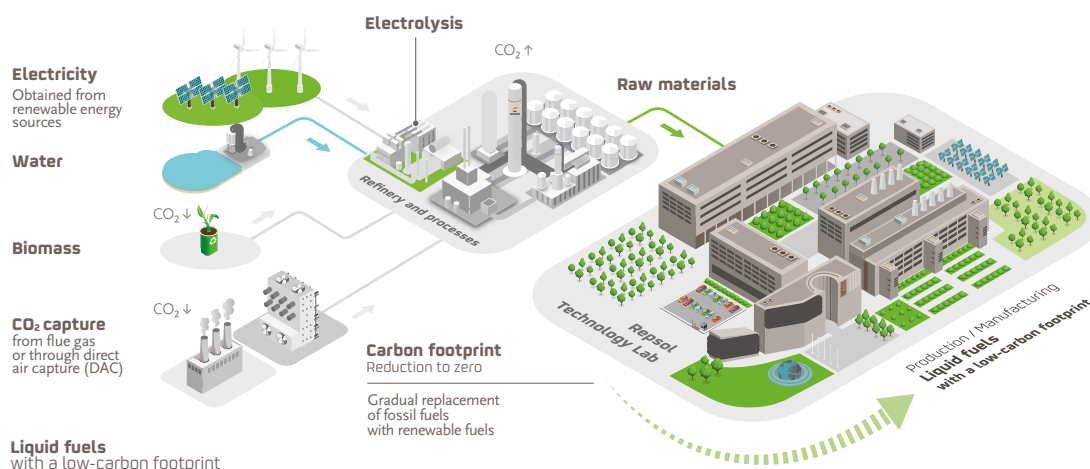 Electrolysis
CO₂ ↑
Electricity
Obtained from
renewable energy
sources
Raw materials
Water
Refinery and processes
CO₂ ↓
Biomass
CO₂ ↓
CO₂ capture
from flue gas
or through direct
air capture (DAC)
Carbon footprint
Reduction to zero
Gradual replacement
of fossil fuels
with renewable fuels
Repsol
Technology Lab
Production / Manufacturing
Liquid fuels
with a low-carbon footprint
Liquid fuels
with a low-carbon footprint